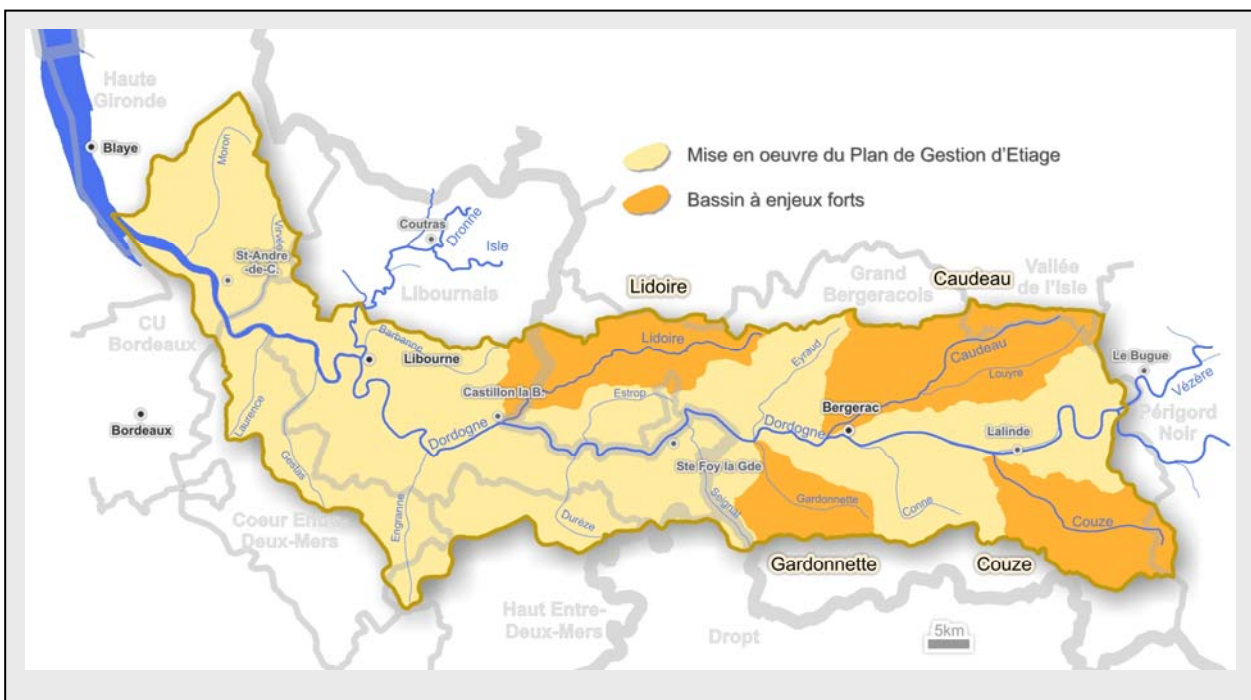 Haute
Gironde
Blaye
Moron
Virvée
St-Andre
-de-C.
CU
Bordeaux
Bordeaux
Laurence
Gestas
Coeur Entre
Deux-Mers
Mise en oeuvre du Plan de Gestion d'Etiage
Bassin à enjeux forts
Coutras
Dronne
Isle
Libournais
Barbanne
Libourne
Lidoire
Lidoire
Castillon la B.
Estrop
Dordogne
Engranne
Durèze
Ste Foy la Gde
Seignal
Haut Entre-
Deux-Mers
Grand
Bergeracois
Caudeau
Vallée
de l'Isle
Eyraud
Caudeau
Louyre
Bergerac
Dordogne
Lalinde
Le Bugue
Vézère
Périgord
Noir
Gardonnette
Conne
Couze
Gardonnette
Couze
Dropt
5km